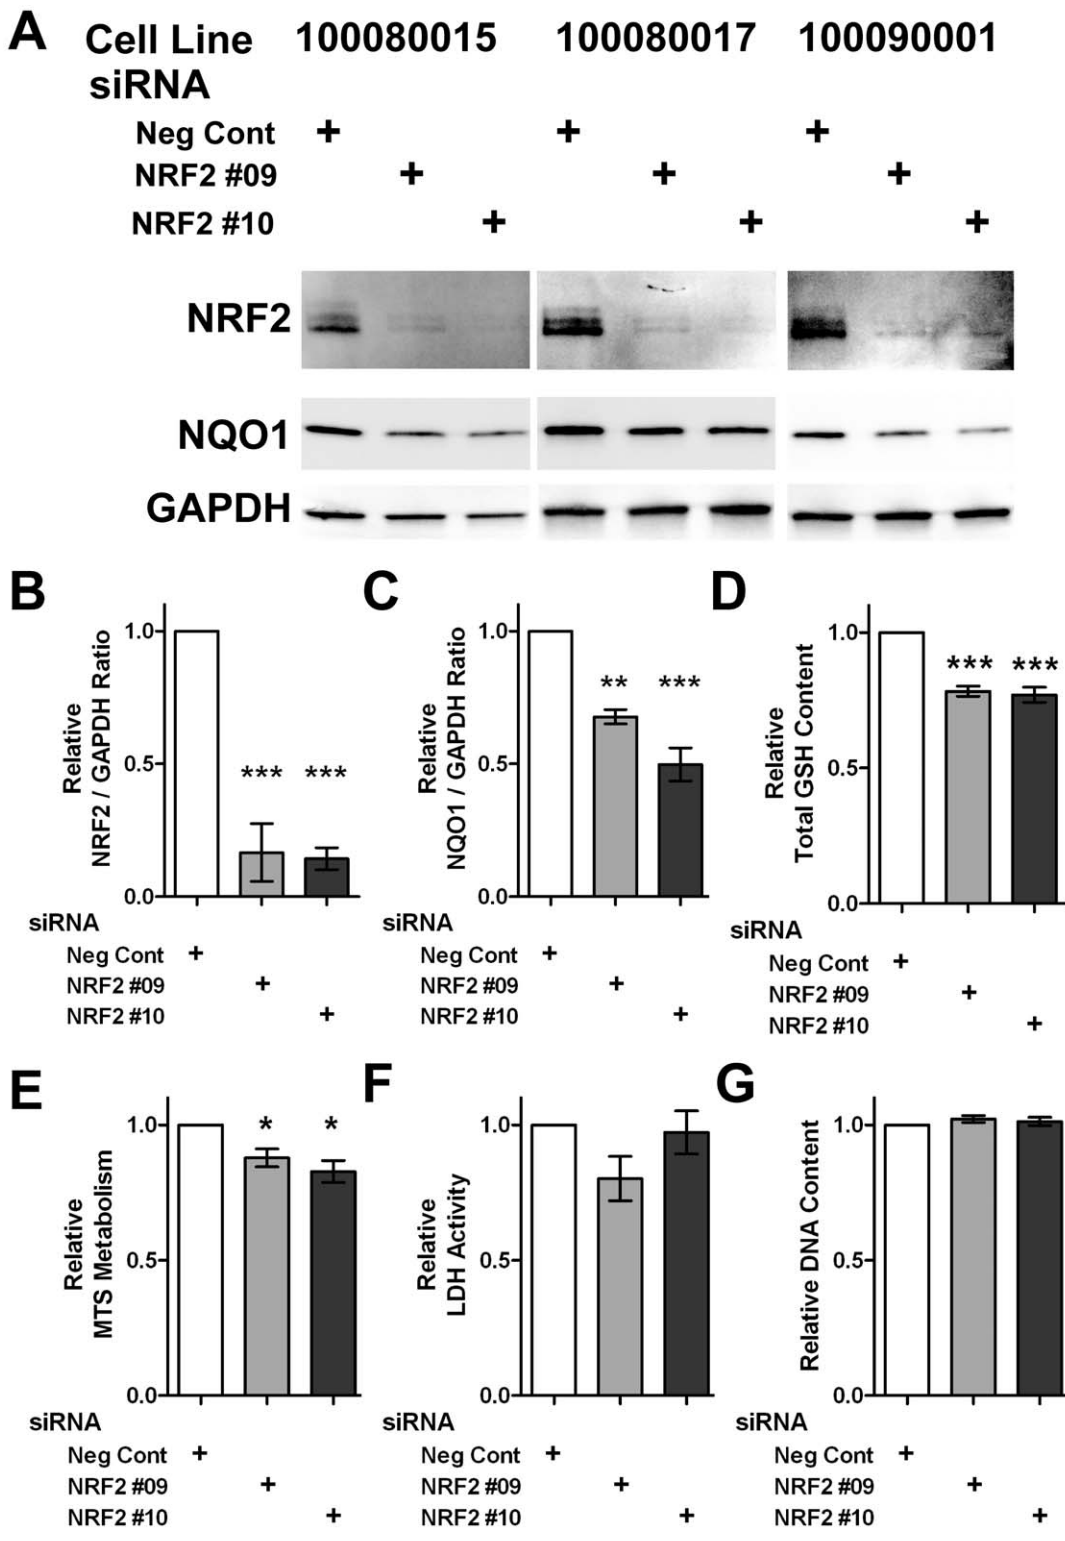 A
Cell Line 100080015 100080017 100090001
siRNA
Neg Cont + + +
NRF2 #09 + + +
NRF2 #10 + + +
NRF2
NQO1
GAPDH
B
Relative
NRF2 / GAPDH Ratio
1.0
0.5
0.0
*** ***
siRNA
Neg Cont +
NRF2 #09 +
NRF2 #10 +
C
Relative
NQO1 / GAPDH Ratio
1.0
0.5
0.0
** ***
siRNA
Neg Cont +
NRF2 #09 +
NRF2 #10 +
D
Relative
Total GSH Content
1.0
0.5
0.0
*** ***
siRNA
Neg Cont +
NRF2 #09 +
NRF2 #10 +
E
Relative
MTS Metabolism
1.0
0.5
0.0
* *
siRNA
Neg Cont +
NRF2 #09 +
NRF2 #10 +
F
Relative
LDH Activity
1.0
0.5
0.0
siRNA
Neg Cont +
NRF2 #09 +
NRF2 #10 +
G
Relative DNA Content
1.0
0.5
0.0
siRNA
Neg Cont +
NRF2 #09 +
NRF2 #10 +